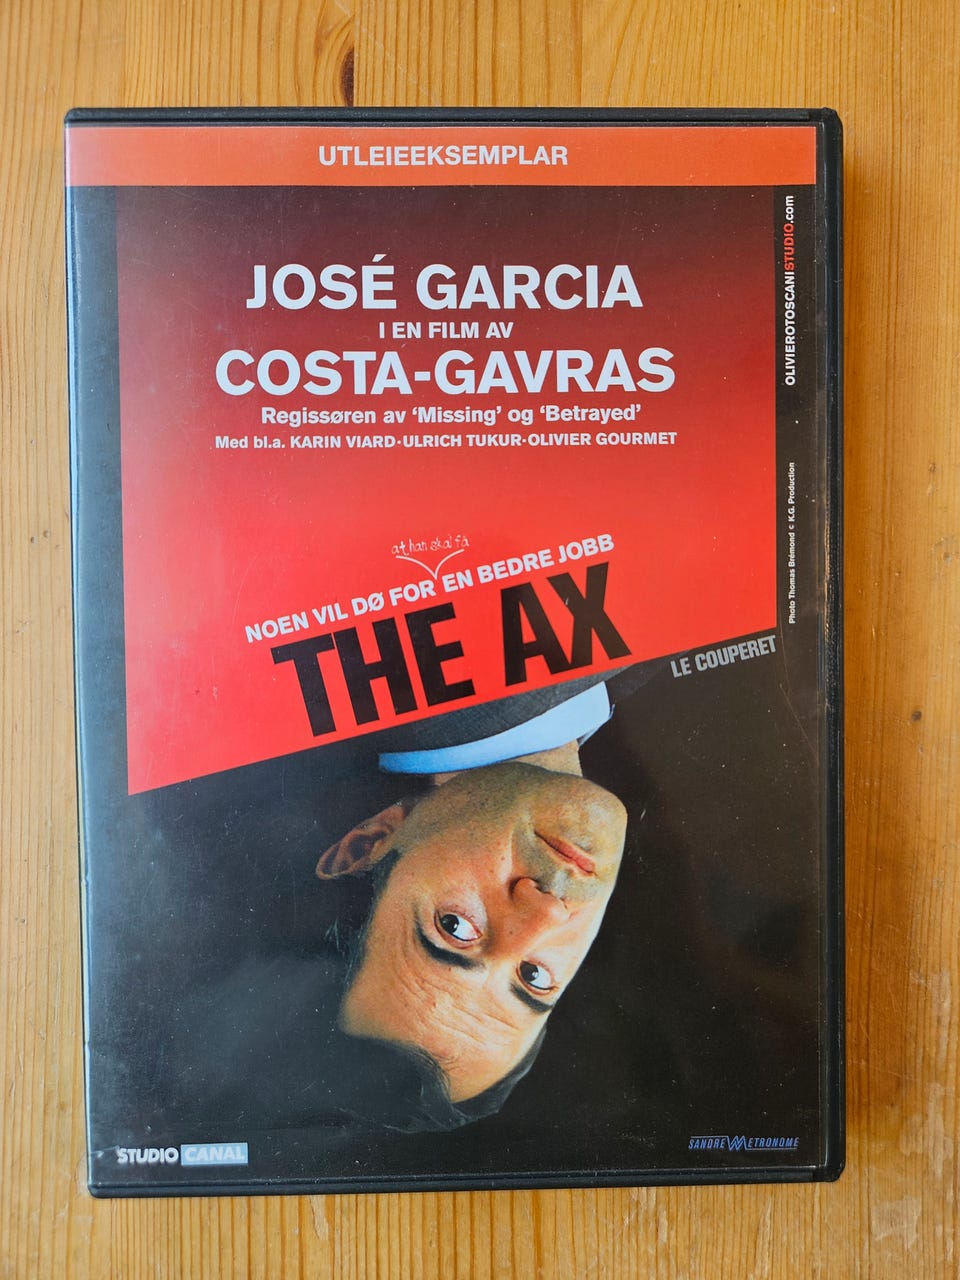 UTLEIEEKSEMPLAR
JOSÉ GARCIA
I EN FILM AV
COSTA-GAVRAS
Regissøren av ‘Missing’ og ‘Betrayed’
Med bl.a. KARIN VIARD·ULRICH TUKUR·OLIVIER GOURMET
OLIVIEROTOSCANISTUDIO.com
Photo Thomas Brémond c K.G. Production
at han skal få
NOEN VIL DØ FOR EN BEDRE JOBB
THE AX
LE COUPERET
STUDIO CANAL
SANDREW METRONOME